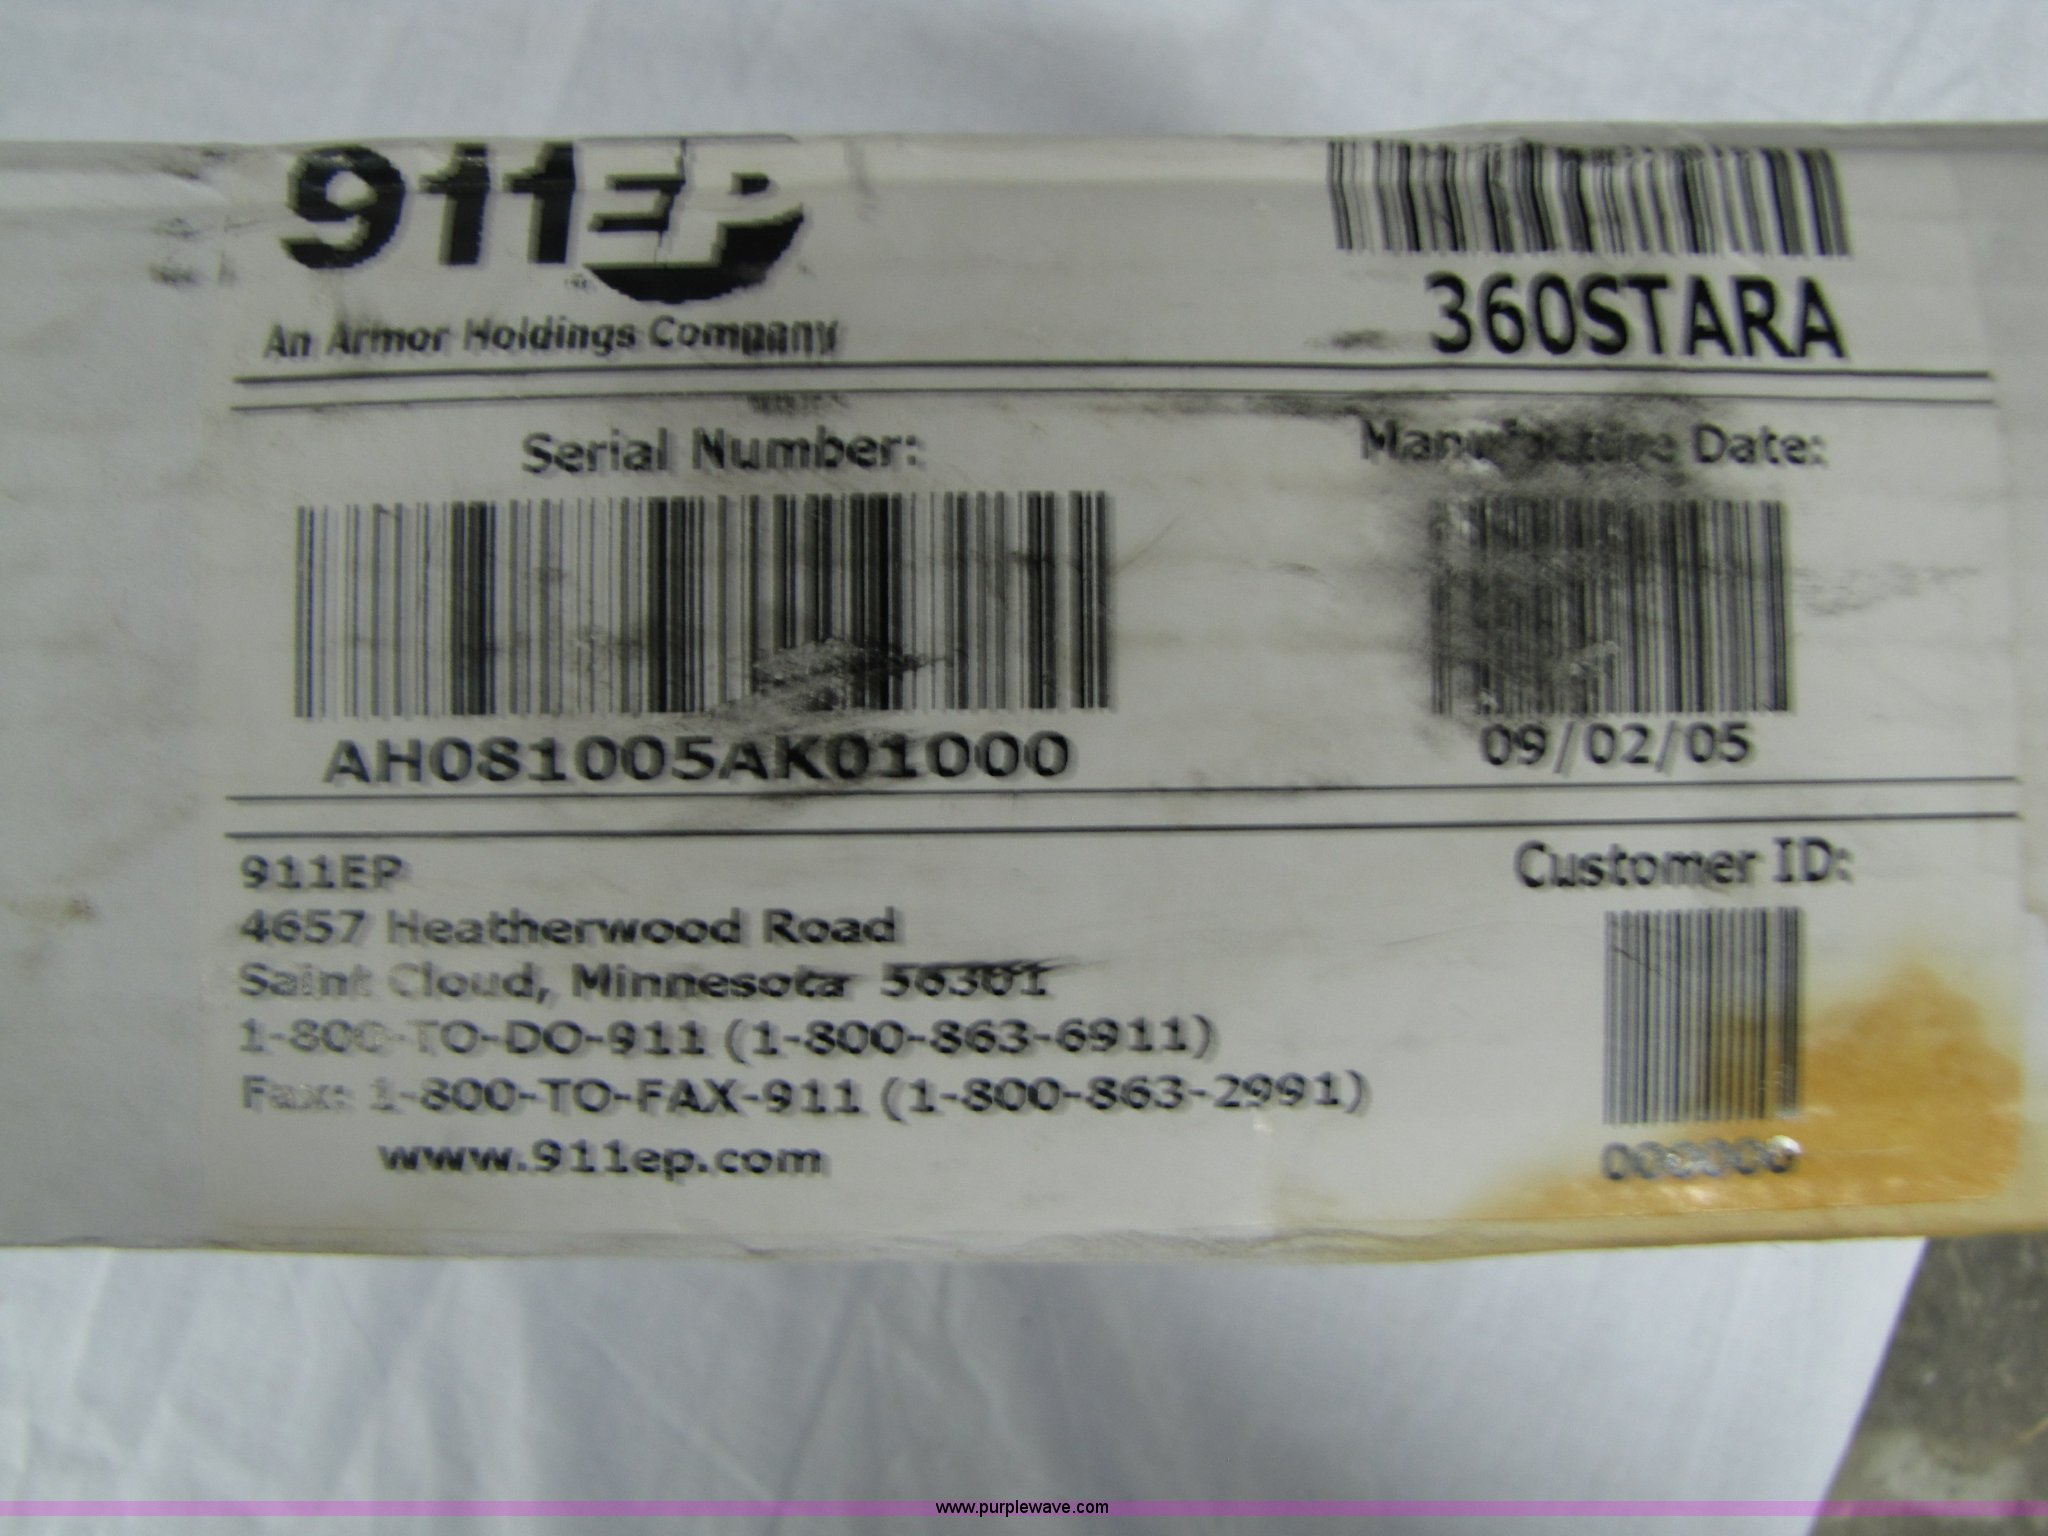 911EP
An Armor Holdings Company
360STARA
Serial Number:
AH081005AK01000
Manufacture Date:
09/02/05
911EP
4657 Heatherwood Road
Saint Cloud, Minnesota 56301
1-800-TO-DO-911 (1-800-863-6911)
Fax: 1-800-TO-FAX-911 (1-800-863-2991)
www.911ep.com
Customer ID:
000000
www.purplewave.com